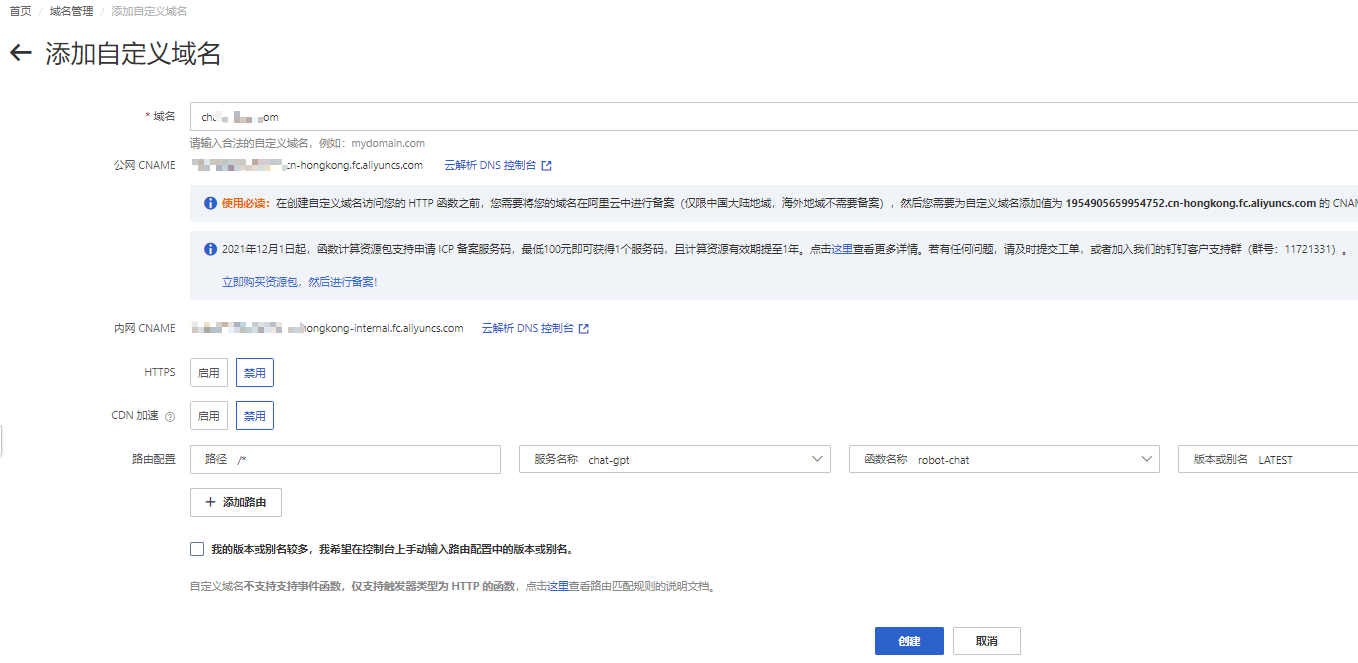 首页 / 域名管理 / 添加自定义域名
← 添加自定义域名
* 域名
请输入合法的自定义域名，例如：mydomain.com
公网 CNAME cn-hongkong.fc.aliyuncs.com 云解析 DNS 控制台
使用必读：在创建自定义域名访问您的 HTTP 函数之前，您需要将您的域名在阿里云中进行备案（仅限中国大陆地域，海外地域不需要备案），然后您需要为自定义域名添加值为 1954905659954752.cn-hongkong.fc.aliyuncs.com 的
2021年12月1日起，函数计算资源包支持申请 ICP 备案服务码，最低100元即可获得1个服务码，且计算资源有效期提至1年。点击这里查看更多详情。若有任何问题，请及时提交工单，或者加入我们的钉钉客户支持群（群号：11721331）。
立即购买资源包，然后进行备案!
内网 CNAME hongkong-internal.fc.aliyuncs.com 云解析 DNS 控制台
HTTPS 启用 禁用
CDN 加速 ? 启用 禁用
路由配置 路径 /* 服务名称 chat-gpt 函数名称 robot-chat 版本或别名 LATEST
+ 添加路由
我的版本或别名较多，我希望在控制台上手动输入路由配置中的版本或别名。
自定义域名不支持支持事件函数，仅支持触发器类型为 HTTP 的函数，点击这里查看路由匹配规则的说明文档。
创建 取消